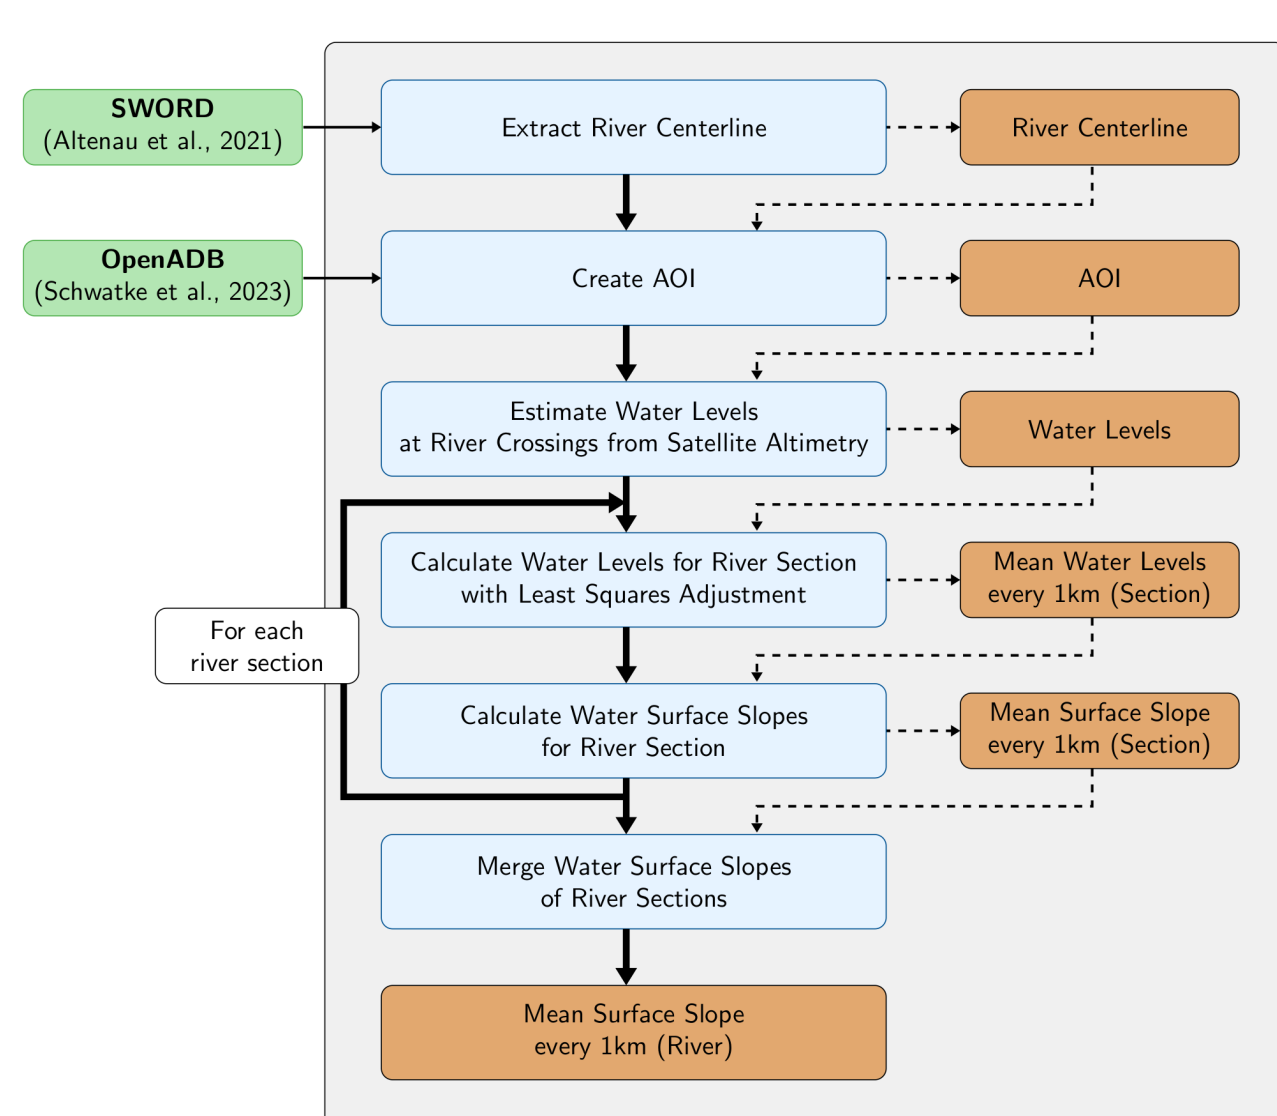 SWORD
(Altenau et al., 2021)
Extract River Centerline
River Centerline
OpenADB
(Schwatke et al., 2023)
Create AOI
AOI
Estimate Water Levels
at River Crossings from Satellite Altimetry
Water Levels
Calculate Water Levels for River Section
with Least Squares Adjustment
Mean Water Levels
every 1km (Section)
For each
river section
Calculate Water Surface Slopes
for River Section
Mean Surface Slope
every 1km (Section)
Merge Water Surface Slopes
of River Sections
Mean Surface Slope
every 1km (River)